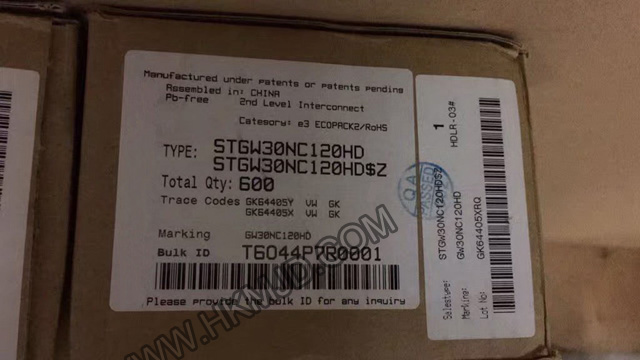 Manufactured under patents or patents pending
Assembled in: CHINA
Pb-free 2nd Level Interconnect
Category: e3 ECOPACK2/RoHS
TYPE: STGW30NC120HD
STGW30NC120HD$Z
Total Qty: 600
Trace Codes GK64405Y VW GK
GK64405X VW GK
Marking GW30NC120HD
Bulk ID T6044P7R0001
Please provide the bulk ID for any inquiry
WWW.HKMJD.COM
QA
PASSED
1
HDLR-03#
Salestype: STGW30NC120HD$Z
Marking: GW30NC120HD
Lot No: GK64405XRQ